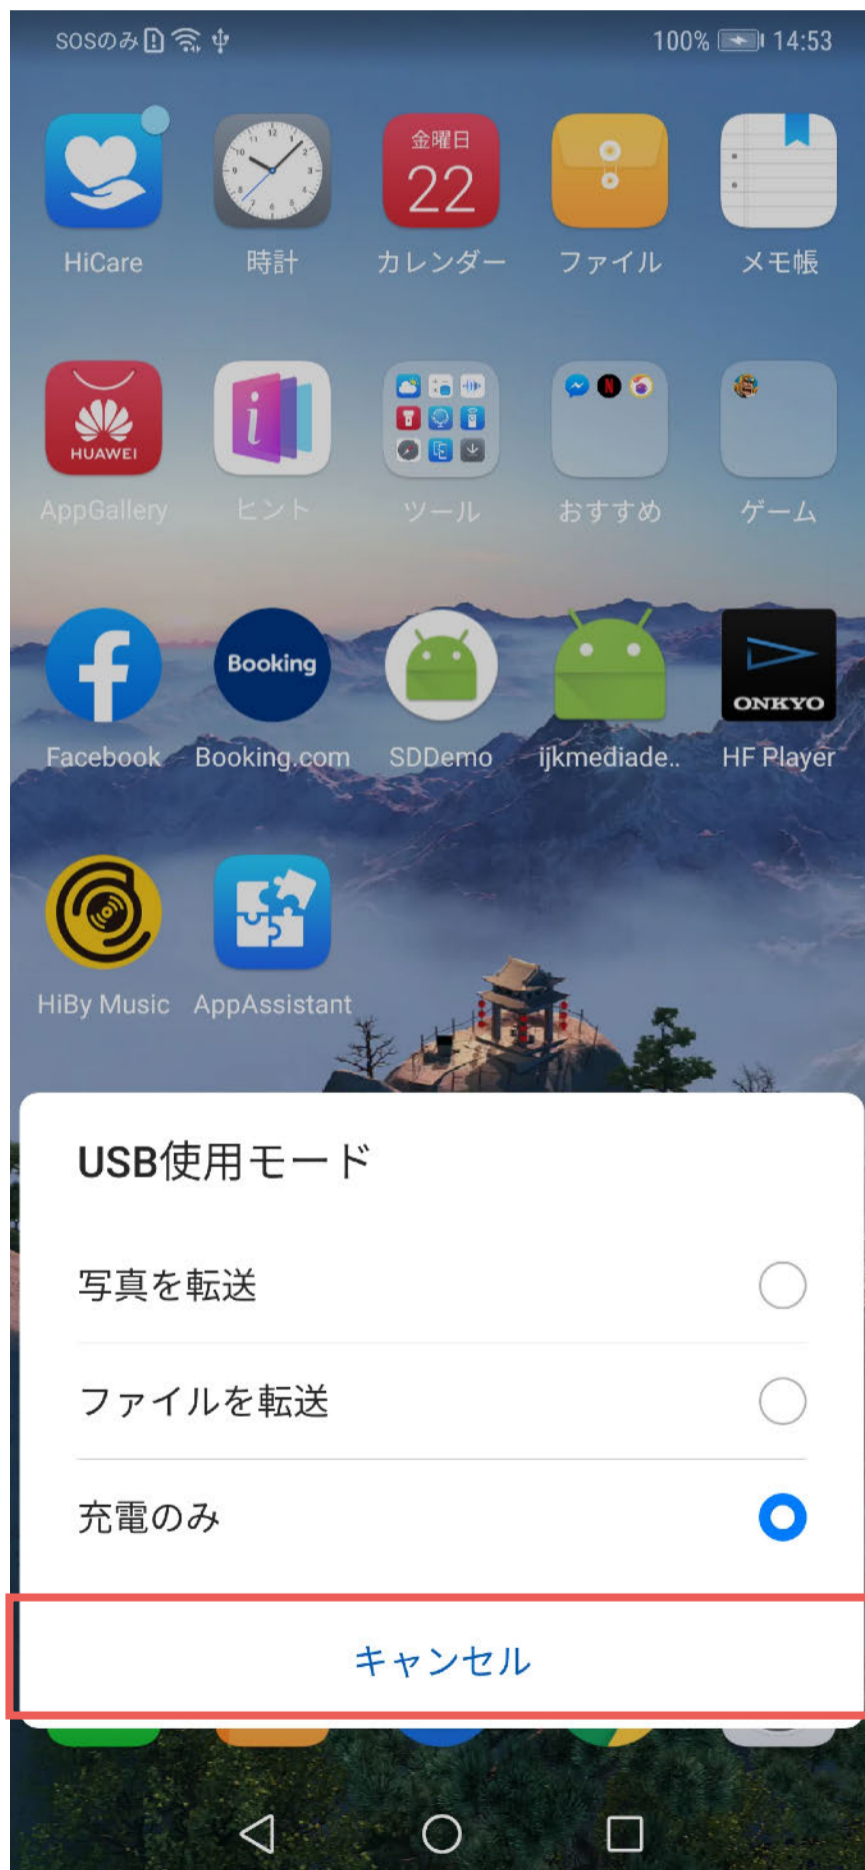 SOSのみ
100% 14:53
金曜日
22
HiCare 時計 カレンダー ファイル メモ帳
HUAWEI
AppGallery ヒント ツール おすすめ ゲーム
Booking
ONKYO
Facebook Booking.com SDDemo ijkmediade.. HF Player
HiBy Music AppAssistant
USB使用モード
写真を転送
ファイルを転送
充電のみ
キャンセル